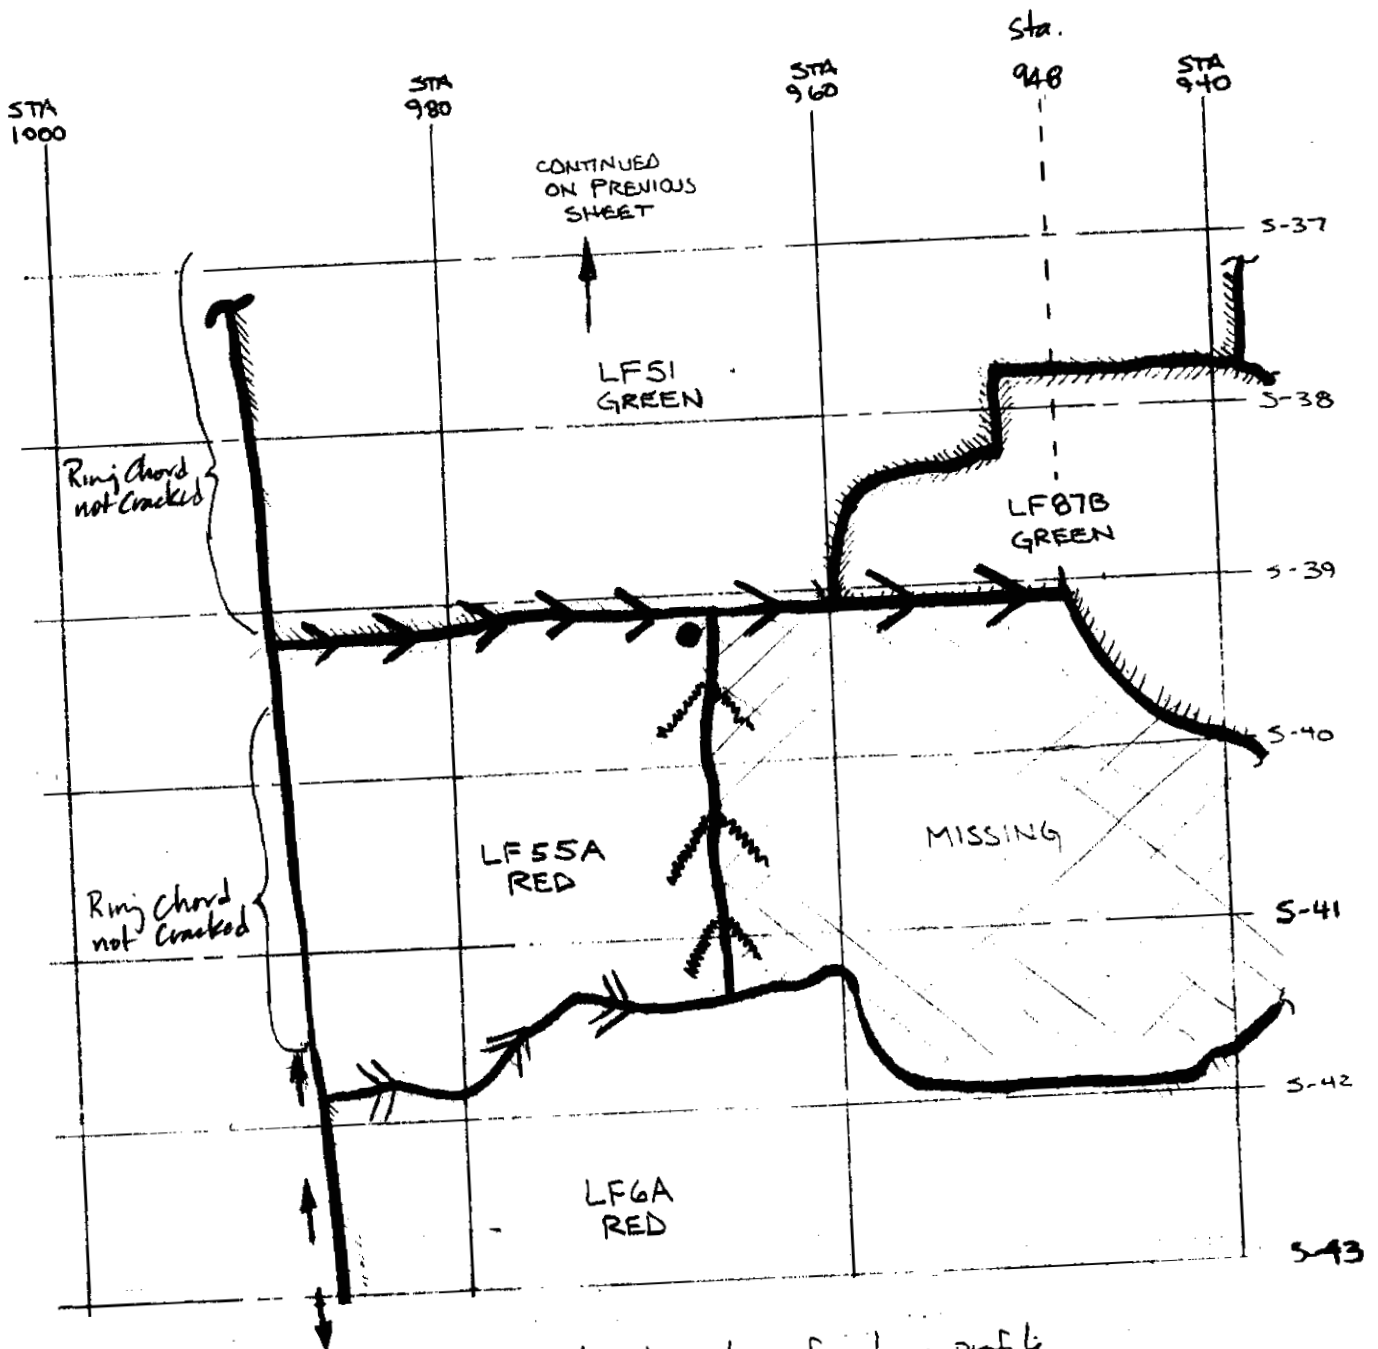 Sta.
948
STA
1000
STA
980
STA
960
STA
940
CONTINUED
ON PREVIOUS
SHEET
S-37
LF51
GREEN
S-38
Ring Chord
not Cracked
LF87B
GREEN
S-39
S-40
MISSING
LF55A
RED
Ring Chord
not Cracked
S-41
S-42
LF6A
RED
S-43